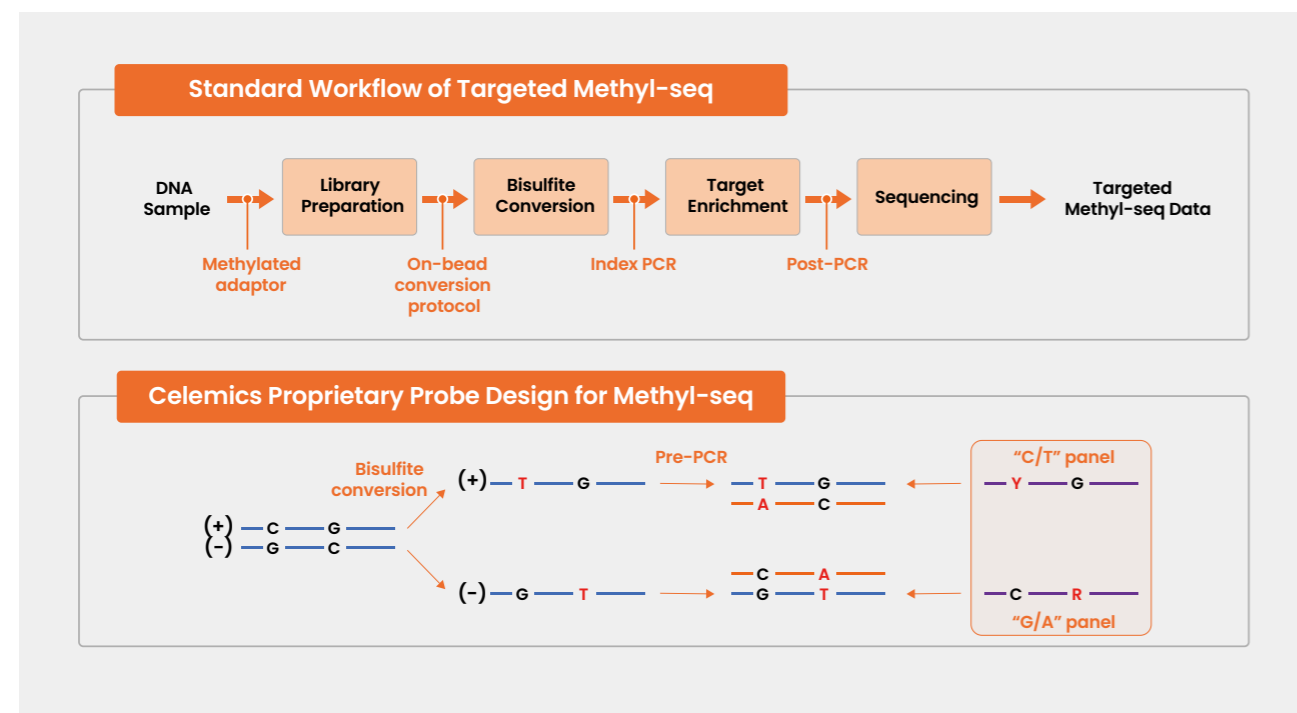 Standard Workflow of Targeted Methyl-seq
DNA
Sample
Library
Preparation
Bisulfite
Conversion
Target
Enrichment
Sequencing
Targeted
Methyl-seq Data
Methylated
adaptor
On-bead
conversion
protocol
Index PCR
Post-PCR
Celemics Proprietary Probe Design for Methyl-seq
Bisulfite
conversion
Pre-PCR
“C/T” panel
(+) T G
T G
A C
Y G
(+) C G
(-) G C
C A
(-) G T
G T
C R
“G/A” panel